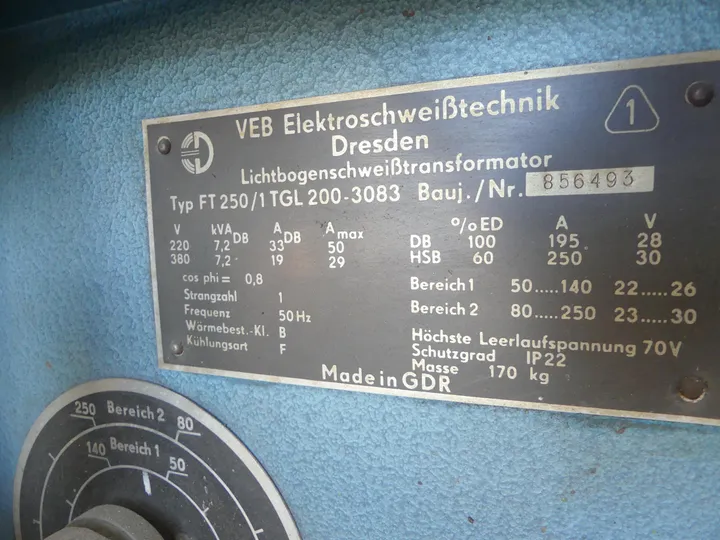 VEB Elektroschweißtechnik
Dresden
1
Lichtbogenschweißtransformator
Typ FT 250/1 TGL 200-3083 Bauj./Nr. 856493
V kVA DB A DB A max
220 7,2 33 50
380 7,2 19 29
cos phi = 0,8
Strangzahl 1
Frequenz 50 Hz
Wärmebest.-Kl. B
Kühlungsart F
%ED A V
DB 100 195 28
HSB 60 250 30
Bereich 1 50.....140 22.....26
Bereich 2 80.....250 23.....30
Höchste Leerlaufspannung 70V
Schutzgrad IP22
Masse 170 kg
Made in GDR
250 Bereich 2 80
140 Bereich 1 50